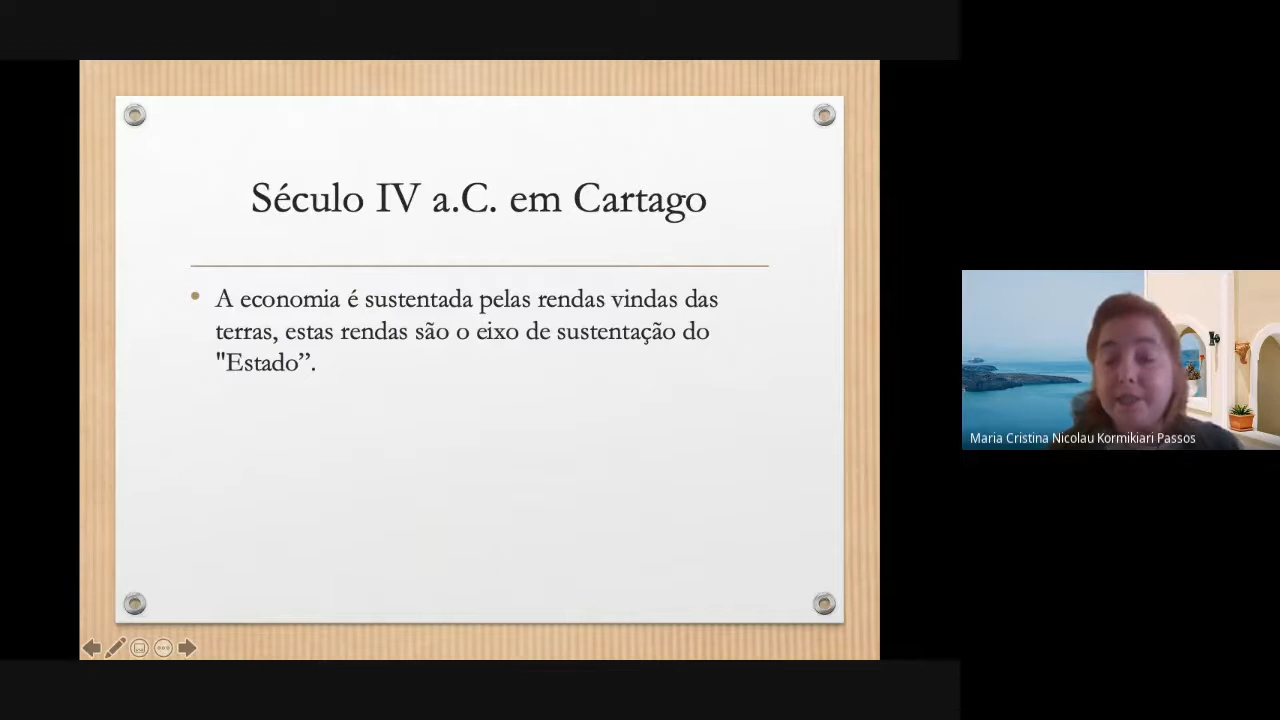 Século IV a.C. em Cartago
• A economia é sustentada pelas rendas vindas das
terras, estas rendas são o eixo de sustentação do
"Estado”.
Maria Cristina Nicolau Kormikiari Passos